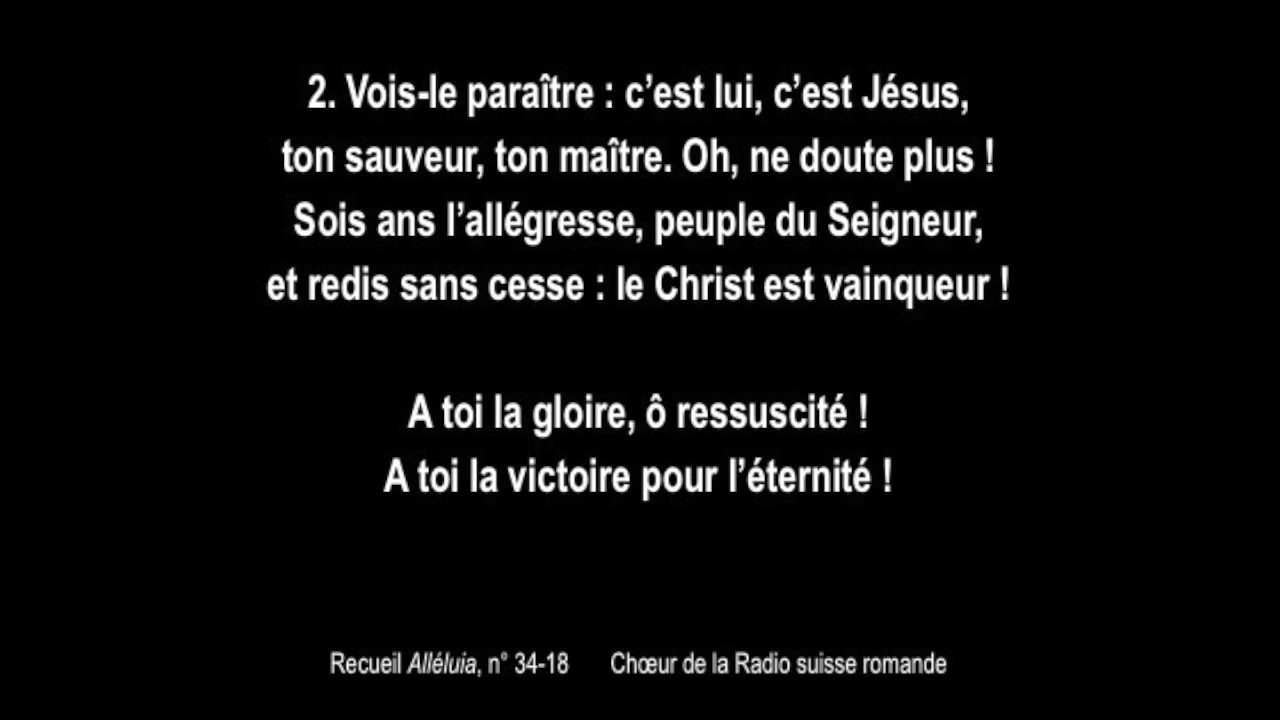 2. Vois-le paraître : c’est lui, c’est Jésus,
ton sauveur, ton maître. Oh, ne doute plus !
Sois ans l’allégresse, peuple du Seigneur,
et redis sans cesse : le Christ est vainqueur !
A toi la gloire, ô ressuscité !
A toi la victoire pour l’éternité !
Recueil Alléluia, n° 34-18 Chœur de la Radio suisse romande